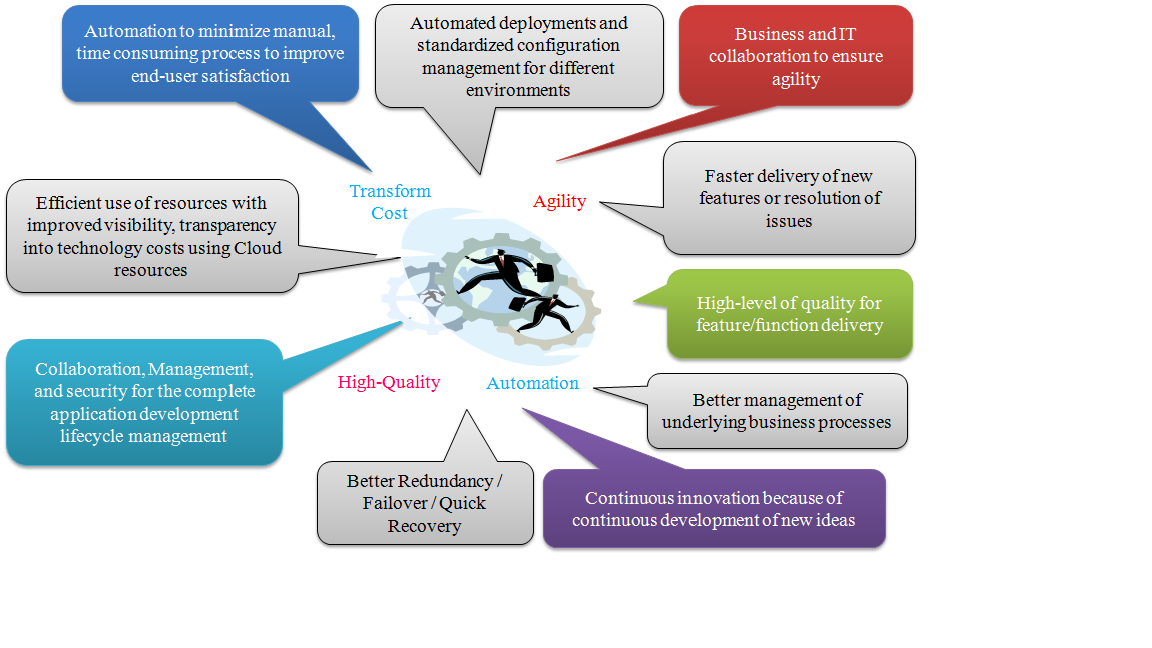 Automation to minimize manual,
time consuming process to improve
end-user satisfaction
Automated deployments and
standardized configuration
management for different
environments
Business and IT
collaboration to ensure
agility
Transform
Cost
Agility
Faster delivery of new
features or resolution of
issues
Efficient use of resources with
improved visibility, transparency
into technology costs using Cloud
resources
High-level of quality for
feature/function delivery
Collaboration, Management,
and security for the complete
application development
lifecycle management
High-Quality
Automation
Better management of
underlying business processes
Better Redundancy /
Failover / Quick
Recovery
Continuous innovation because of
continuous development of new ideas